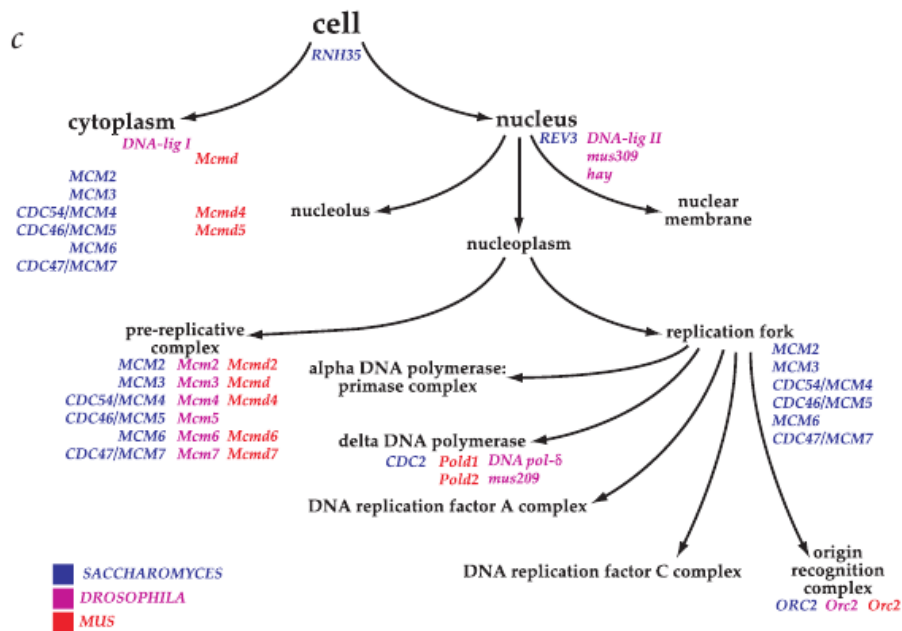 c
cell
RNH35
cytoplasm
DNA-lig I
Mcmd
MCM2
MCM3
CDC54/MCM4 Mcmd4
CDC46/MCM5 Mcmd5
MCM6
CDC47/MCM7
nucleus
REV3 DNA-lig II
mus309
hay
nucleolus
nuclear
membrane
nucleoplasm
pre-replicative
complex
MCM2 Mcm2 Mcmd2
MCM3 Mcm3 Mcmd
CDC54/MCM4 Mcm4 Mcmd4
CDC46/MCM5 Mcm5
MCM6 Mcm6 Mcmd6
CDC47/MCM7 Mcm7 Mcmd7
replication fork
MCM2
MCM3
CDC54/MCM4
CDC46/MCM5
MCM6
CDC47/MCM7
alpha DNA polymerase:
primase complex
delta DNA polymerase
CDC2 Pold1 DNA pol-δ
Pold2 mus209
DNA replication factor A complex
DNA replication factor C complex
origin
recognition
complex
ORC2 Orc2 Orc2
SACCHAROMYCES
DROSOPHILA
MUS